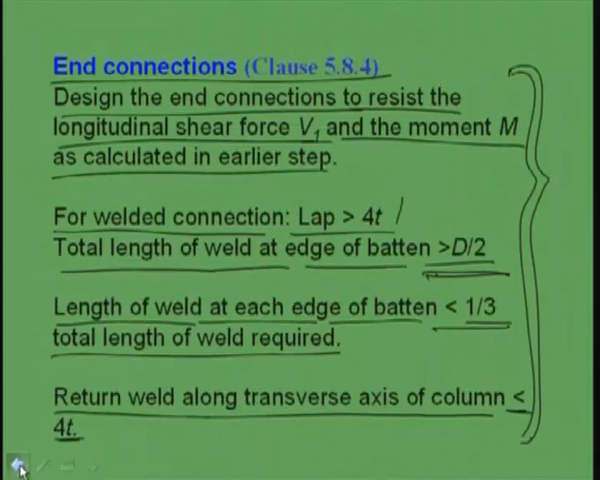 End connections (Clause 5.8.4)
Design the end connections to resist the
longitudinal shear force V1 and the moment M
as calculated in earlier step.
For welded connection: Lap > 4t
Total length of weld at edge of batten >D/2
Length of weld at each edge of batten < 1/3
total length of weld required.
Return weld along transverse axis of column <
4t.